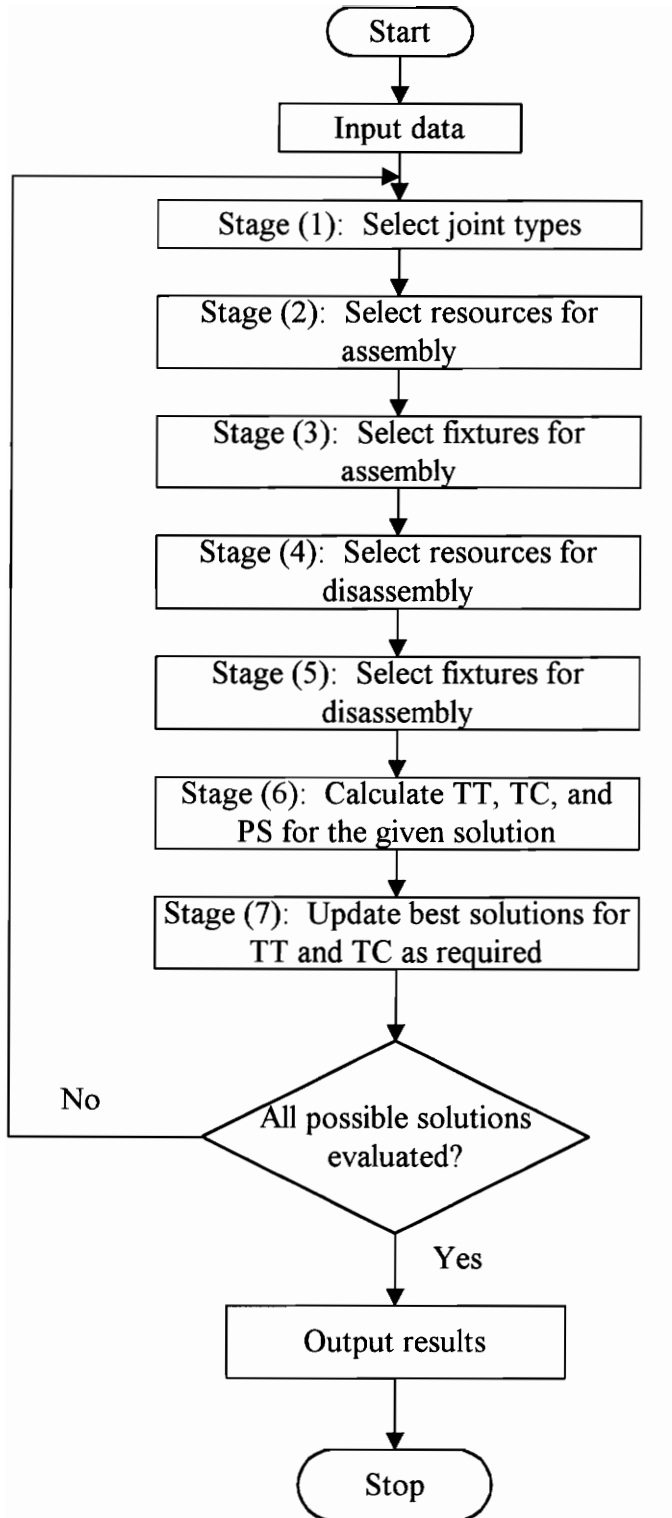 Start
Input data
Stage (1): Select joint types
Stage (2): Select resources for
assembly
Stage (3): Select fixtures for
assembly
Stage (4): Select resources for
disassembly
Stage (5): Select fixtures for
disassembly
Stage (6): Calculate TT, TC, and
PS for the given solution
Stage (7): Update best solutions for
TT and TC as required
No
All possible solutions
evaluated?
Yes
Output results
Stop